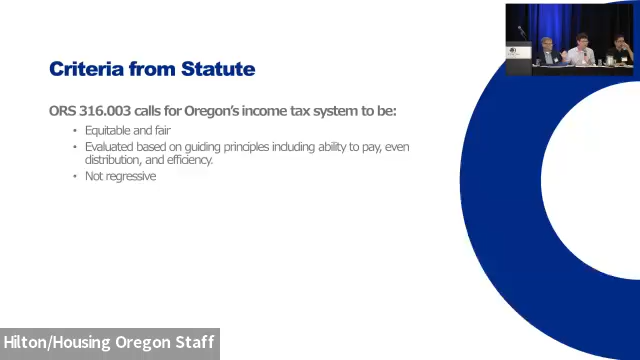 Criteria from Statute
ORS 316.003 calls for Oregon's income tax system to be:
• Equitable and fair
• Evaluated based on guiding principles including ability to pay, even
distribution, and efficiency.
• Not regressive
Hilton/Housing Oregon Staff